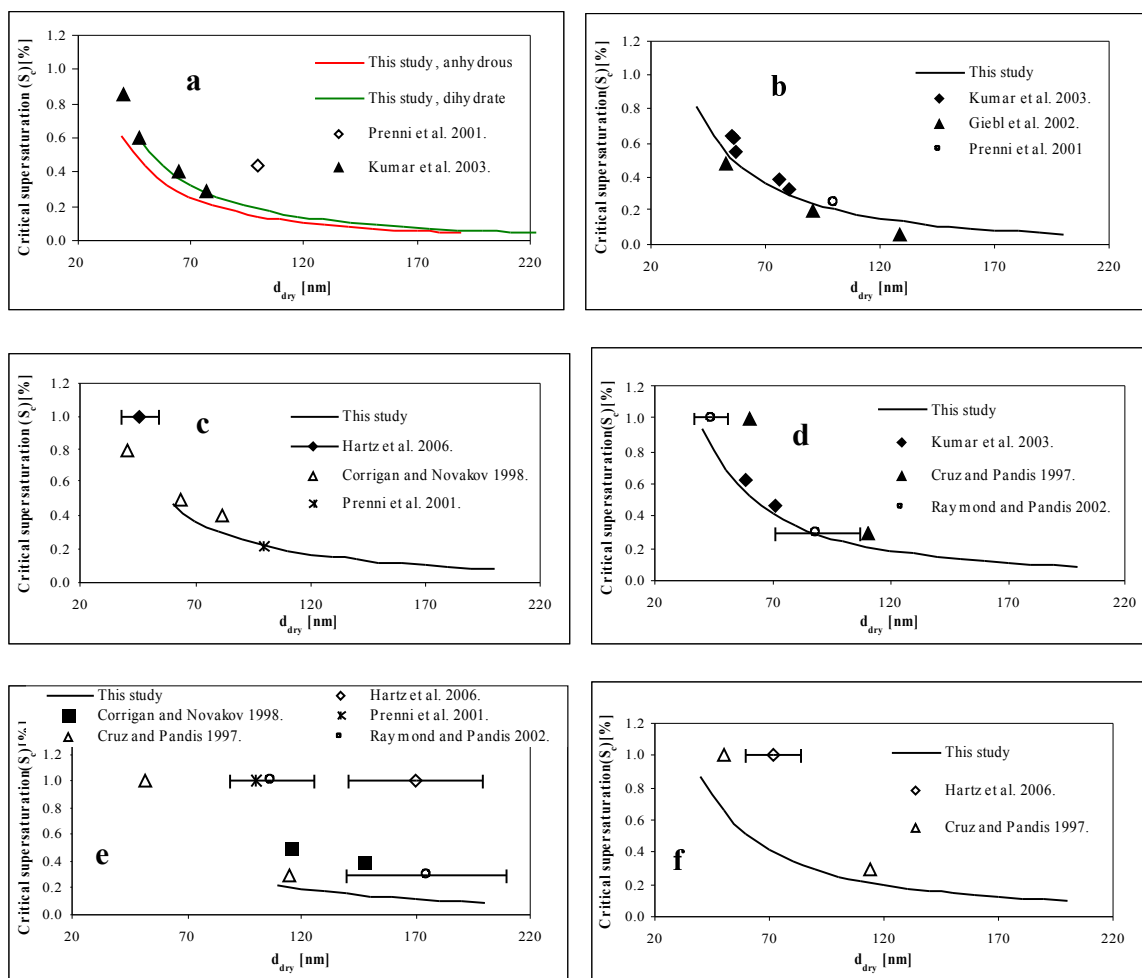 Critical supersaturation (Sc) [%]
1.2
1.0
0.8
0.6
0.4
0.2
0.0
20 70 120 170 220
ddry [nm]
a
This study , anhydrous
This study , dihydrate
Prenni et al. 2001.
Kumar et al. 2003.
Critical supersaturation(Sc) [%]
1.2
1.0
0.8
0.6
0.4
0.2
0.0
20 70 120 170 220
ddry [nm]
b
This study
Kumar et al. 2003.
Giebl et al. 2002.
Prenni et al. 2001
Critical supersaturation (Sc) [%]
1.2
1.0
0.8
0.6
0.4
0.2
0.0
20 70 120 170 220
ddry [nm]
c
This study
Hartz et al. 2006.
Corrigan and Novakov 1998.
Prenni et al. 2001.
Critical supersaturation(Sc) [%]
1.2
1.0
0.8
0.6
0.4
0.2
0.0
20 70 120 170 220
ddry [nm]
d
This study
Kumar et al. 2003.
Cruz and Pandis 1997.
Raymond and Pandis 2002.
This study
Hartz et al. 2006.
Corrigan and Novakov 1998.
Prenni et al. 2001.
Cruz and Pandis 1997.
Raymond and Pandis 2002.
Critical supersaturation(Sc) [%]
1.0
0.8
0.6
0.4
0.2
0.0
20 70 120 170 220
ddry [nm]
e
Critical supersaturation(Sc) [%]
1.2
1.0
0.8
0.6
0.4
0.2
0.0
20 70 120 170 220
ddry [nm]
f
This study
Hartz et al. 2006.
Cruz and Pandis 1997.